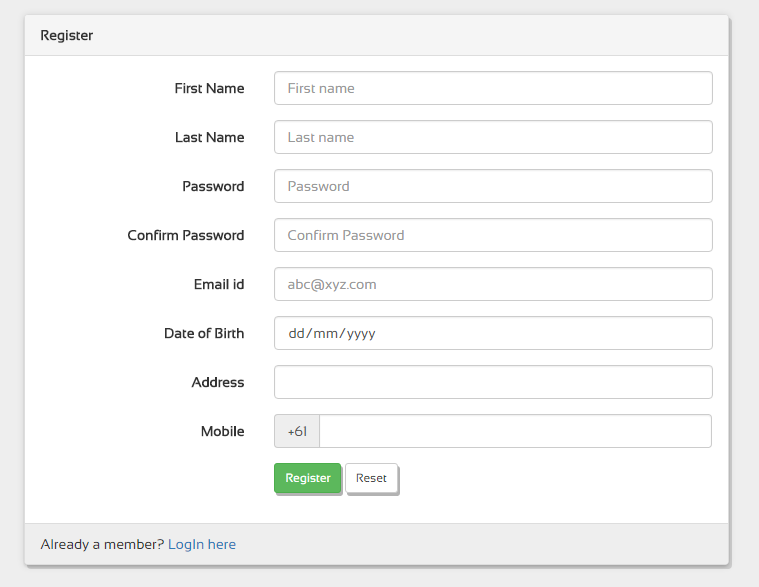 Register
First Name First name
Last Name Last name
Password Password
Confirm Password Confirm Password
Email id abc@xyz.com
Date of Birth dd/mm/yyyy
Address
Mobile +61
Register Reset
Already a member? LogIn here